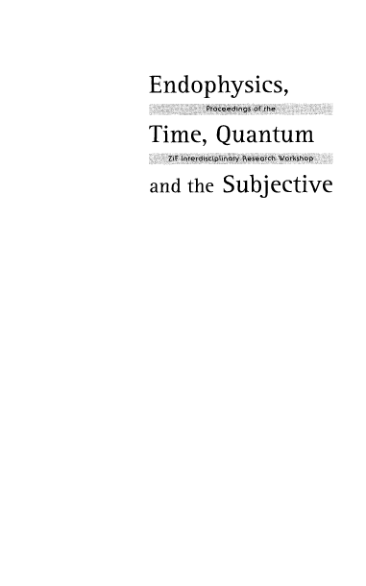 Endophysics,
Proceedings of the
Time, Quantum
ZiF Interdisciplinary Research Workshop
and the Subjective